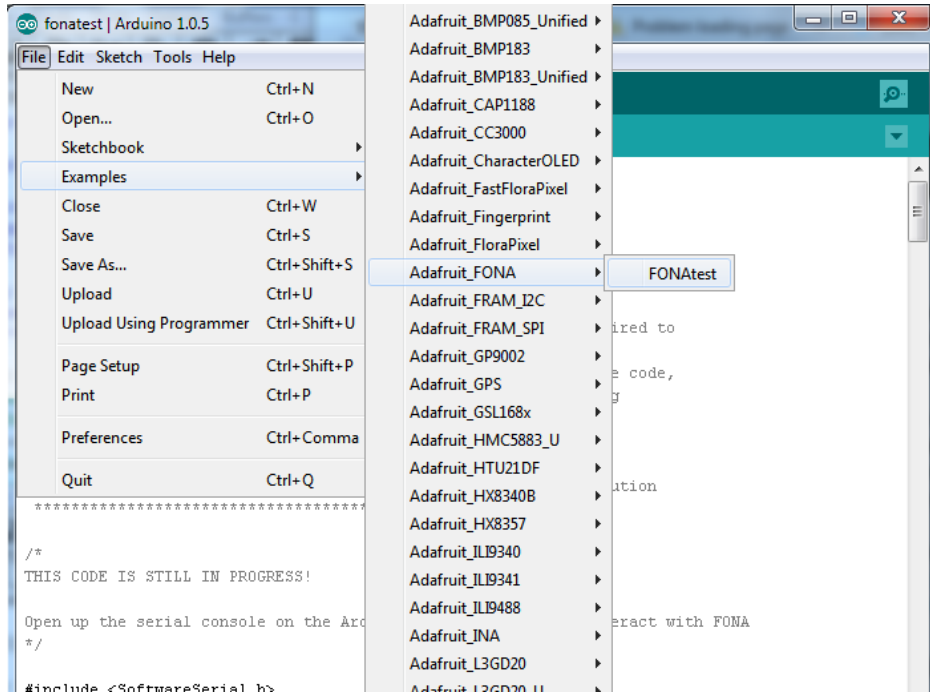 fonatest | Arduino 1.0.5
File Edit Sketch Tools Help
New Ctrl+N
Open... Ctrl+O
Sketchbook
Examples
Close Ctrl+W
Save Ctrl+S
Save As... Ctrl+Shift+S
Upload Ctrl+U
Upload Using Programmer Ctrl+Shift+U
Page Setup Ctrl+Shift+P
Print Ctrl+P
Preferences Ctrl+Comma
Quit Ctrl+Q
Adafruit_BMP085_Unified
Adafruit_BMP183
Adafruit_BMP183_Unified
Adafruit_CAP1188
Adafruit_CC3000
Adafruit_CharacterOLED
Adafruit_FastFloraPixel
Adafruit_Fingerprint
Adafruit_FloraPixel
Adafruit_FONA
Adafruit_FRAM_I2C
Adafruit_FRAM_SPI
Adafruit_GP9002
Adafruit_GPS
Adafruit_GSL168x
Adafruit_HMC5883_U
Adafruit_HTU21DF
Adafruit_HX8340B
Adafruit_HX8357
Adafruit_ILI9340
Adafruit_ILI9341
Adafruit_ILI9488
Adafruit_INA
Adafruit_L3GD20
Adafruit_L3GD20_U
FONAtest
ired to
e code,
g
ution
************************************
/*
THIS CODE IS STILL IN PROGRESS!
Open up the serial console on the Ard
eract with FONA
*/
#include <SoftwareSerial.h>